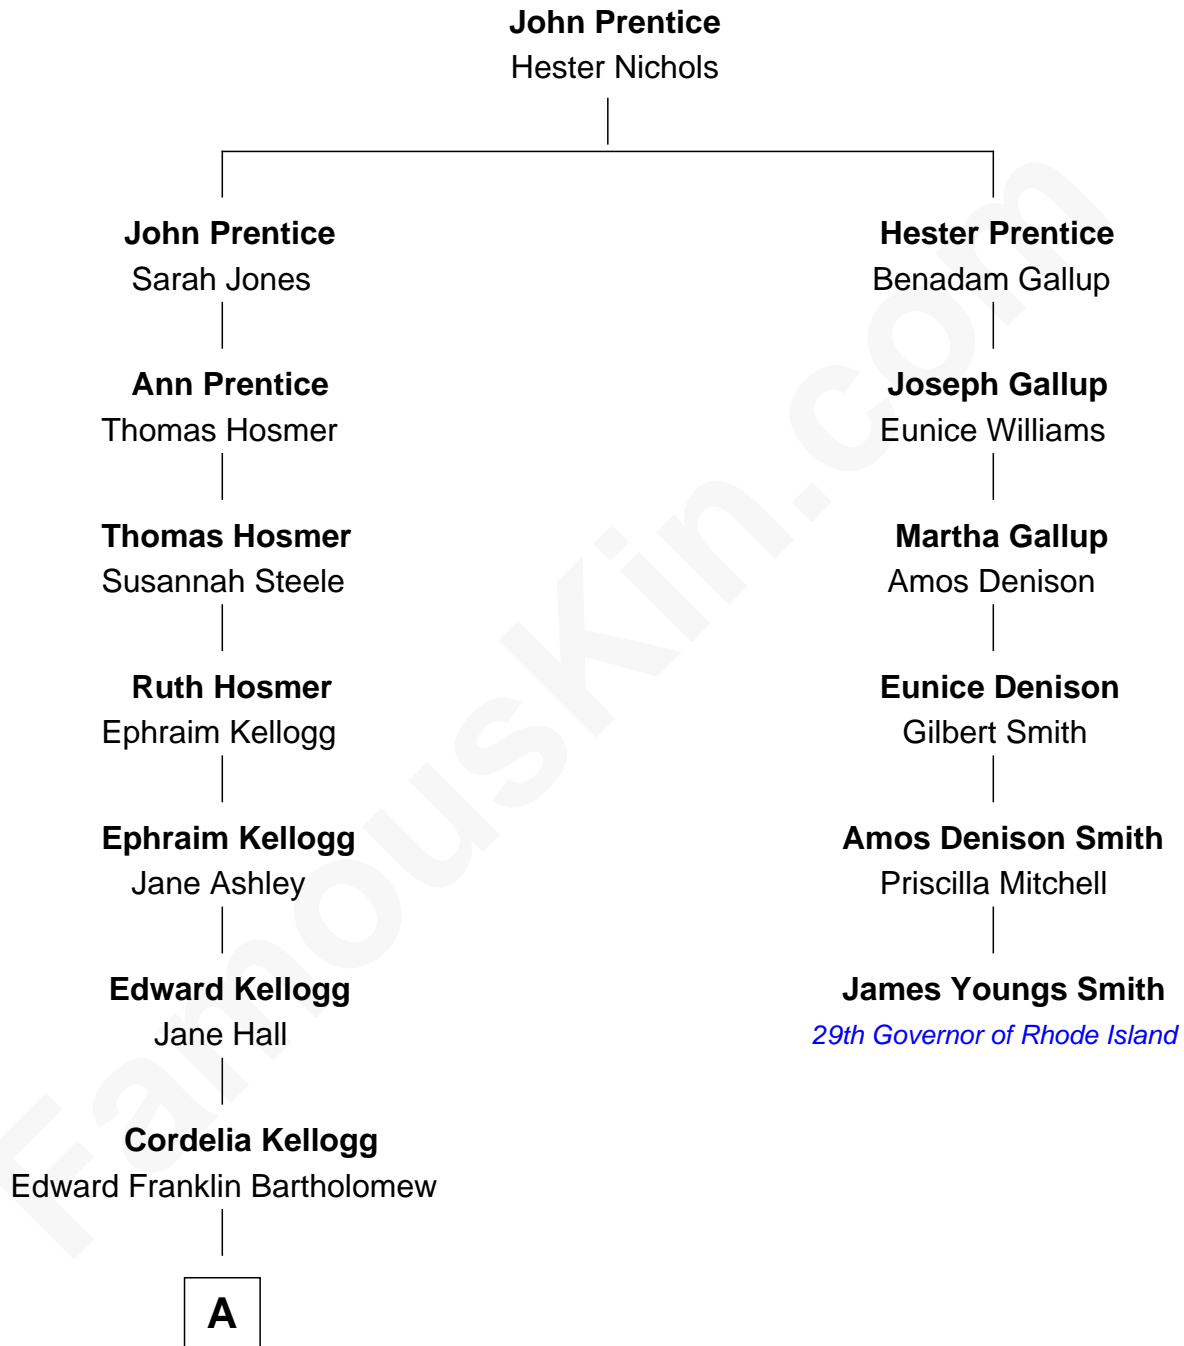 John Prentice
Hester Nichols
John Prentice
Sarah Jones
Hester Prentice
Benadam Gallup
Ann Prentice
Thomas Hosmer
Joseph Gallup
Eunice Williams
Thomas Hosmer
Susannah Steele
Martha Gallup
Amos Denison
Ruth Hosmer
Ephraim Kellogg
Eunice Denison
Gilbert Smith
Ephraim Kellogg
Jane Ashley
Amos Denison Smith
Priscilla Mitchell
Edward Kellogg
Jane Hall
James Youngs Smith
29th Governor of Rhode Island
Cordelia Kellogg
Edward Franklin Bartholomew
A
FamousKin.com